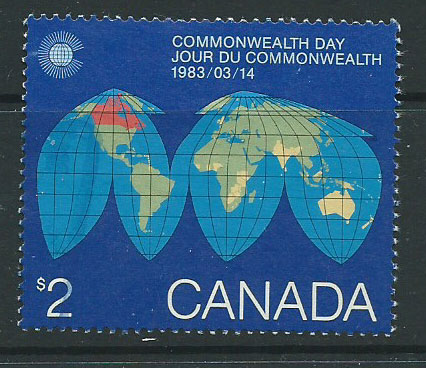 COMMONWEALTH DAY
JOUR DU COMMONWEALTH
1983/03/14
$2
CANADA